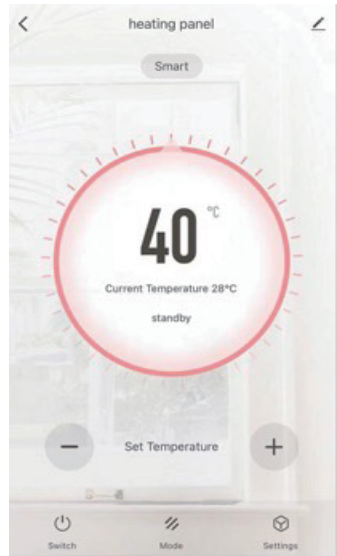 heating panel
Smart
40 °C
Current Temperature 28°C
standby
Set Temperature
Switch Mode Settings